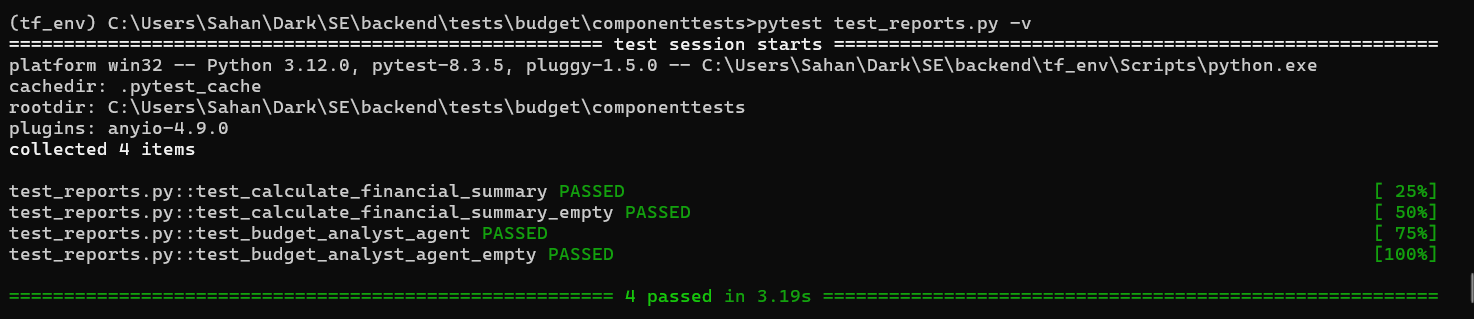 (tf_env) C:\Users\Sahan\Dark\SE\backend\tests\budget\componenttests>pytest test_reports.py -v
====================================================== test session starts =======================================================
platform win32 -- Python 3.12.0, pytest-8.3.5, pluggy-1.5.0 -- C:\Users\Sahan\Dark\SE\backend\tf_env\Scripts\python.exe
cachedir: .pytest_cache
rootdir: C:\Users\Sahan\Dark\SE\backend\tests\budget\componenttests
plugins: anyio-4.9.0
collected 4 items

test_reports.py::test_calculate_financial_summary PASSED [ 25%]
test_reports.py::test_calculate_financial_summary_empty PASSED [ 50%]
test_reports.py::test_budget_analyst_agent PASSED [ 75%]
test_reports.py::test_budget_analyst_agent_empty PASSED [100%]

======================================================= 4 passed in 3.19s ========================================================